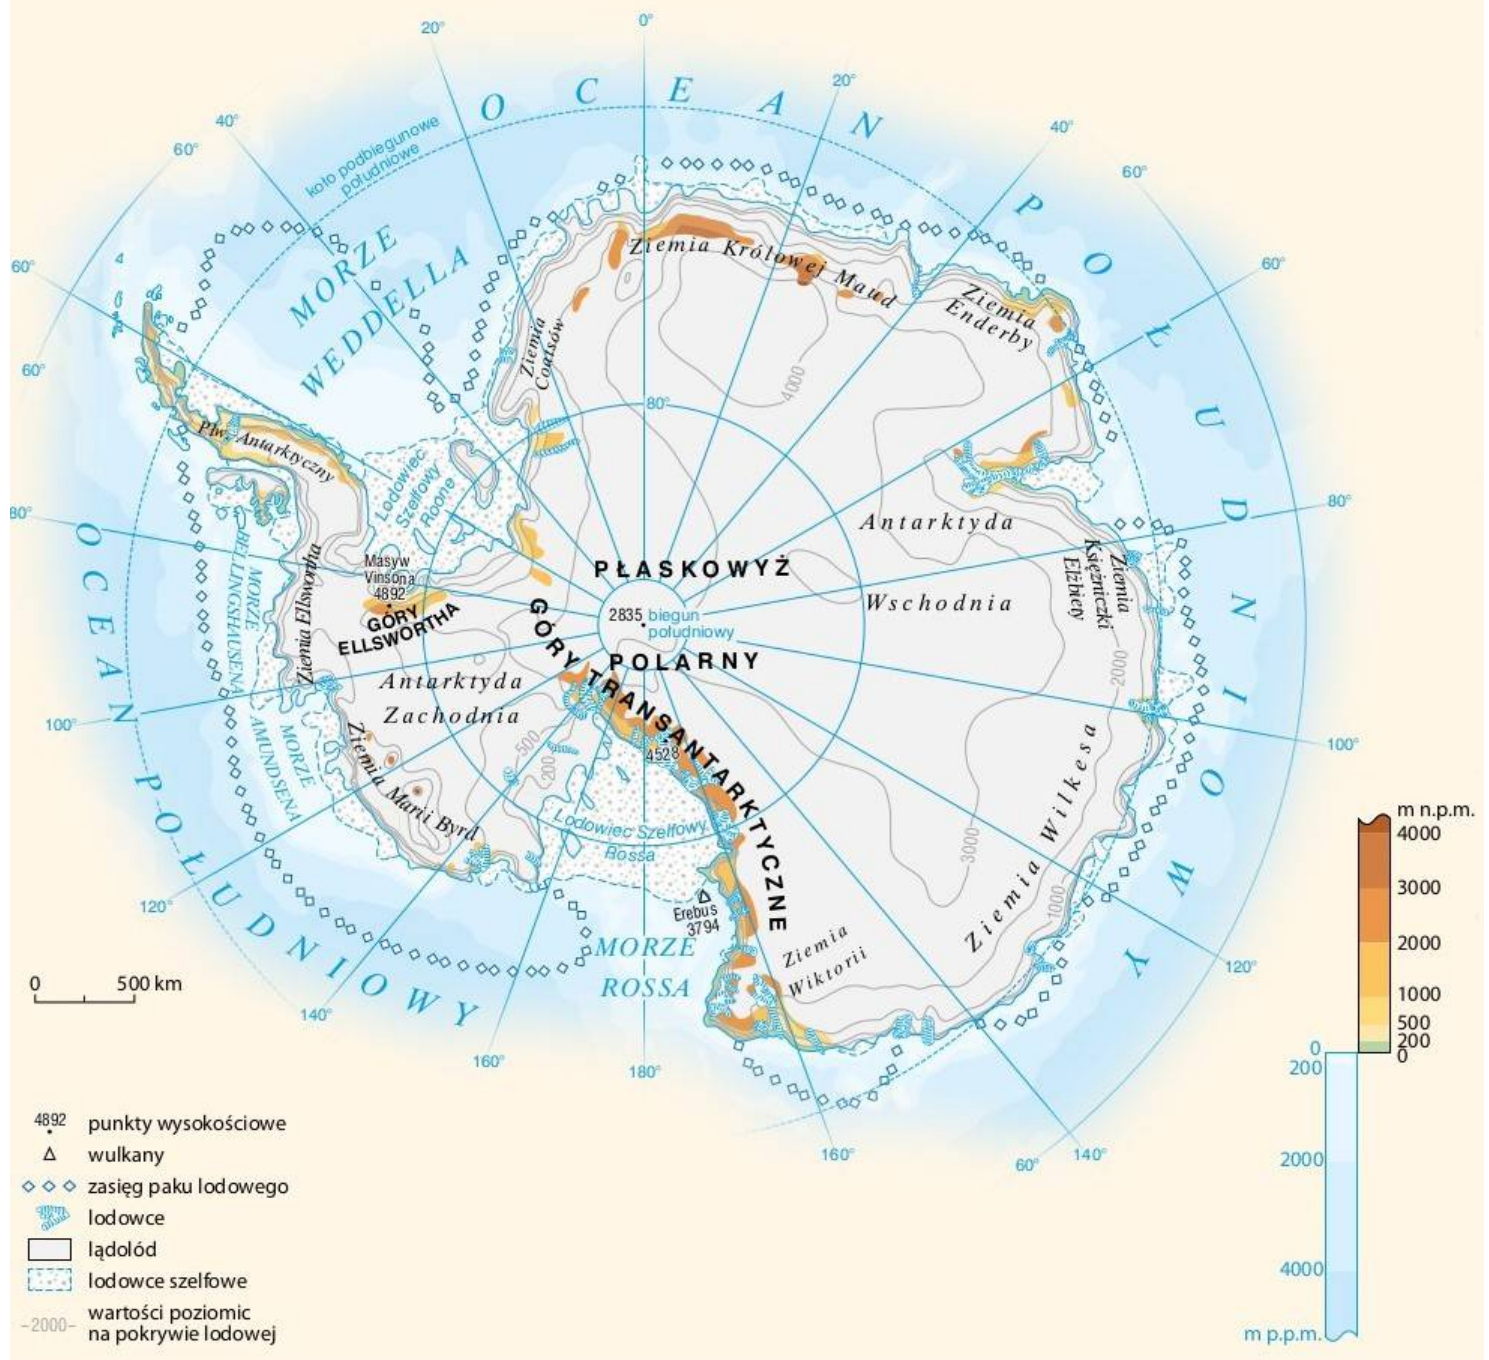 0°
20°
20°
40°
40°
60°
60°
60°
60°
60°
80°
80°
100°
100°
120°
120°
140°
140°
160°
160°
180°
60°
80°
OCEAN POŁUDNIOWY
OCEAN POŁUDNIOWY
koło podbiegunowe
południowe
MORZE
WEDDELLA
Ziemia Królowej Maud
Ziemia
Enderby
Ziemia
Coatsów
4000
Płw. Antarktyczny
Lodowiec
Szelfowy
Roone
Antarktyda
Wschodnia
Ziemia
Księżniczki
Elżbiety
MORZE
BELLINGSHAUSENA
Ziemia Ellswortha
Masyw
Vinsona
4892
GÓRY
ELLSWORTHA
PŁASKOWYŻ
POLARNY
2835
biegun
południowy
GÓRY TRANSANTARKTYCZNE
Antarktyda
Zachodnia
2000
MORZE
AMUNDSENA
Ziemia Marii Byrd
500
200
4528
Lodowiec Szelfowy
Rossa
3000
1000
Ziemia Wilkesa
Erebus
3794
MORZE
ROSSA
Ziemia
Wiktorii
0 500 km
m n.p.m.
4000
3000
2000
1000
500
200
0
0
200
2000
4000
m p.p.m.
4892 punkty wysokościowe
wulkany
zasięg paku lodowego
lodowce
lądolód
lodowce szelfowe
-2000- wartości poziomic
na pokrywie lodowej